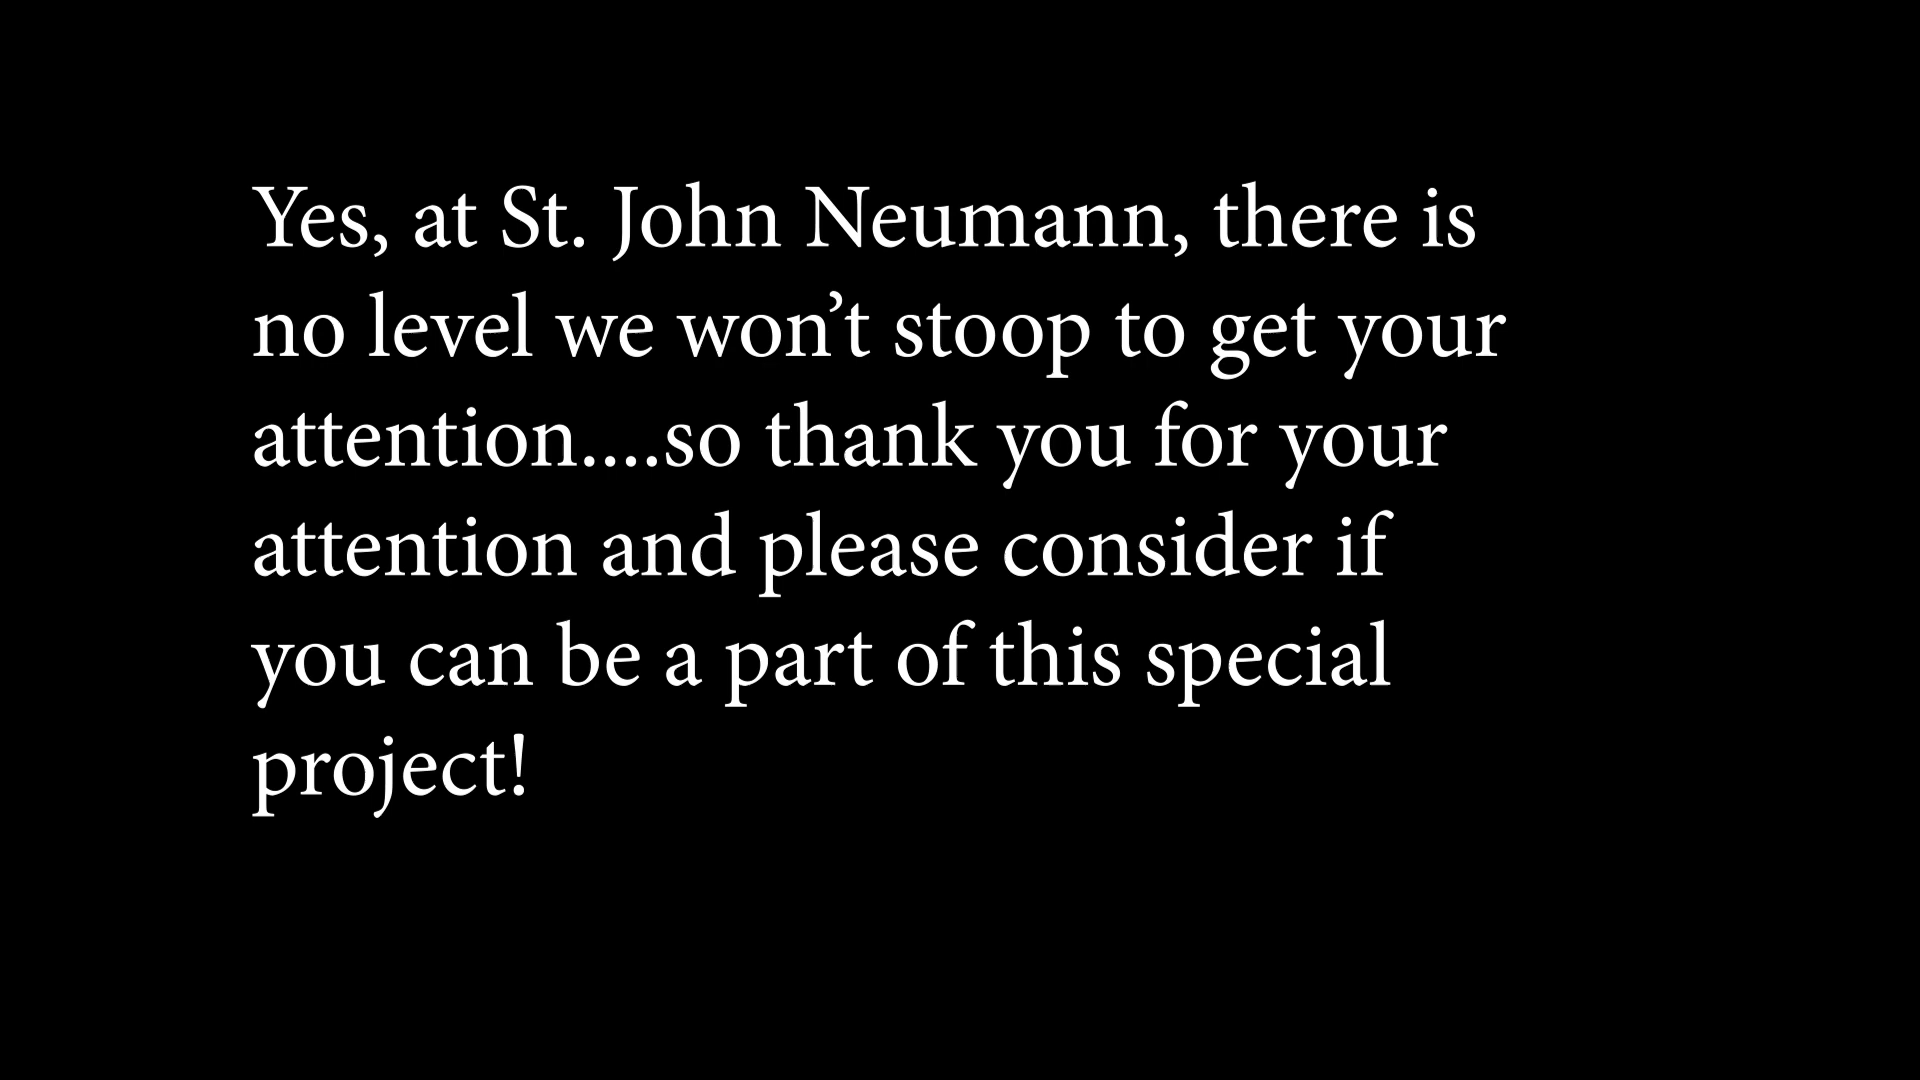 Yes, at St. John Neumann, there is
no level we won’t stoop to get your
attention....so thank you for your
attention and please consider if
you can be a part of this special
project!